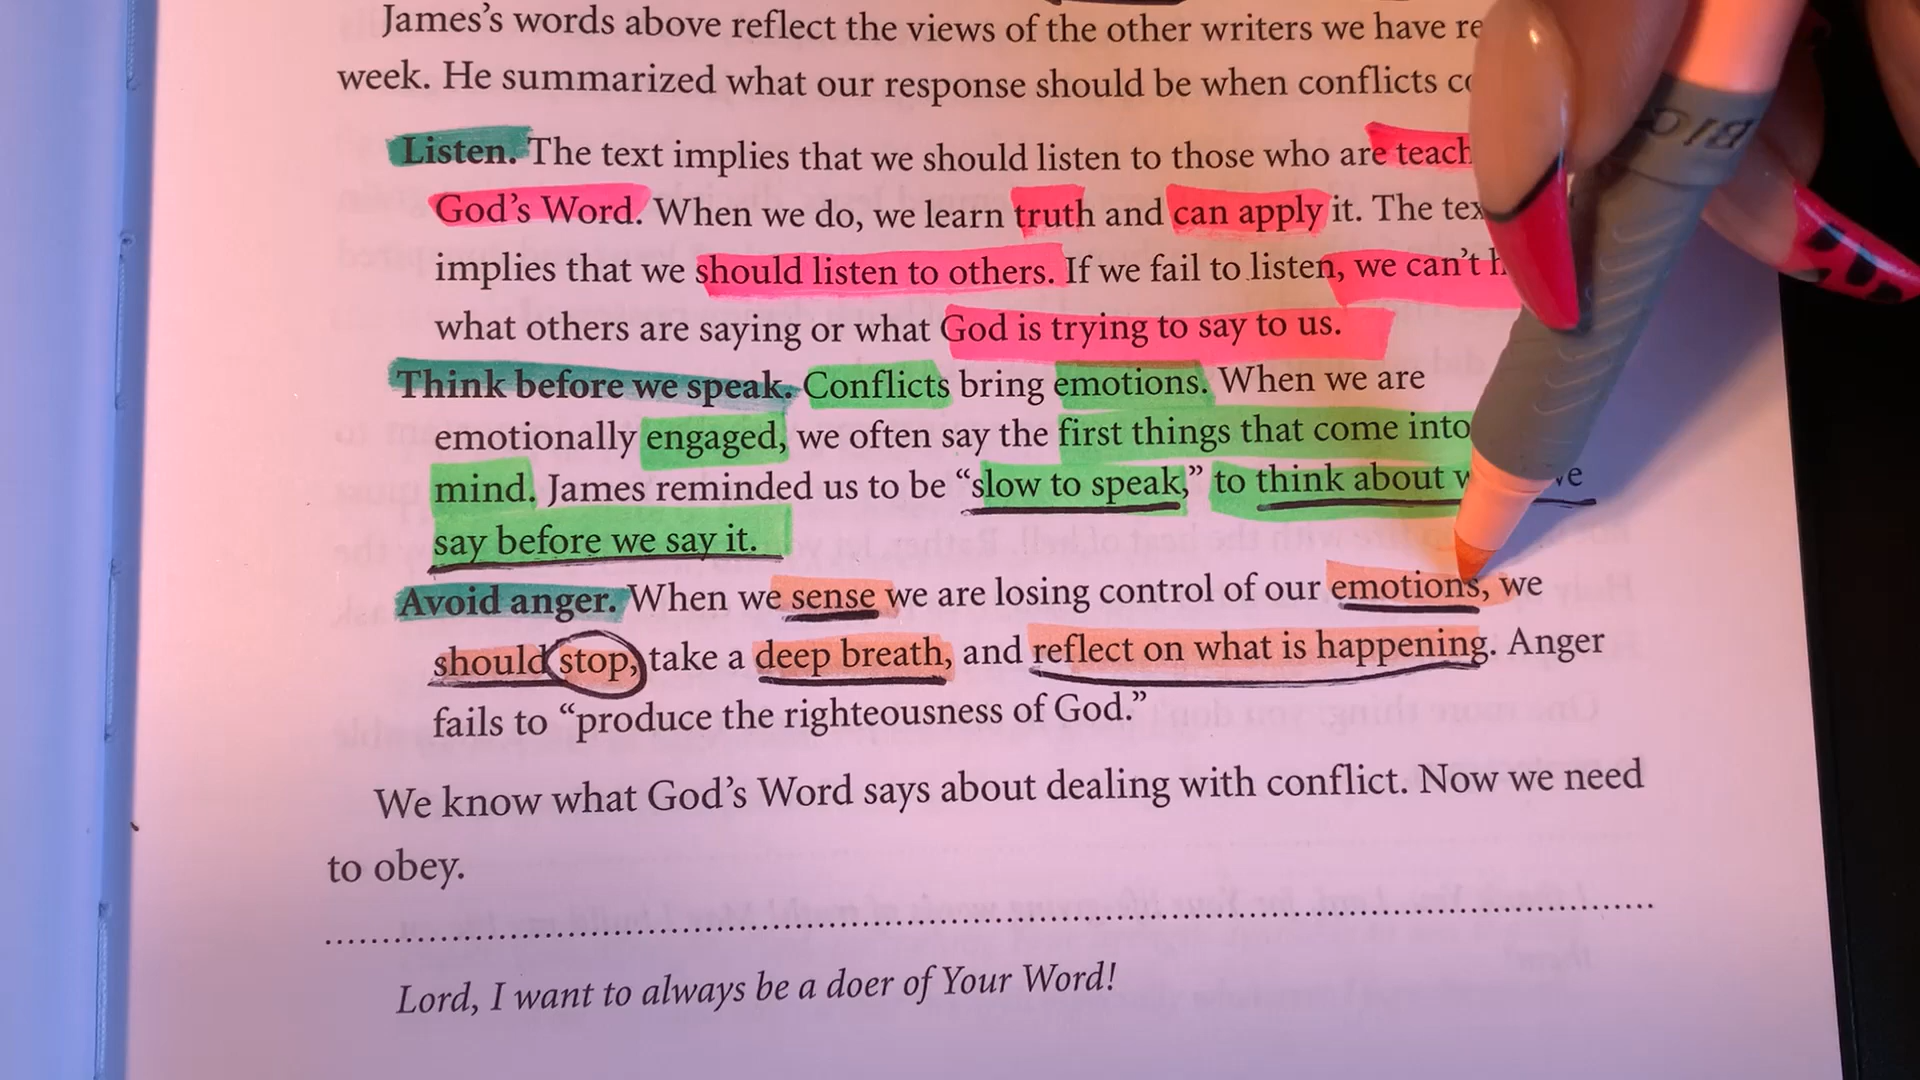 James’s words above reflect the views of the other writers we have
week. He summarized what our response should be when conflicts
Listen. The text implies that we should listen to those who are teach
God’s Word. When we do, we learn truth and can apply it. The
implies that we should listen to others. If we fail to listen, we can’t
what others are saying or what God is trying to say to us.
Think before we speak. Conflicts bring emotions. When we are
emotionally engaged, we often say the first things that come into
mind. James reminded us to be “slow to speak,” to think about
say before we say it.
Avoid anger. When we sense we are losing control of our emotions, we
should stop, take a deep breath, and reflect on what is happening. Anger
fails to “produce the righteousness of God.”
We know what God’s Word says about dealing with conflict. Now we need
to obey.
Lord, I want to always be a doer of Your Word!
BIC